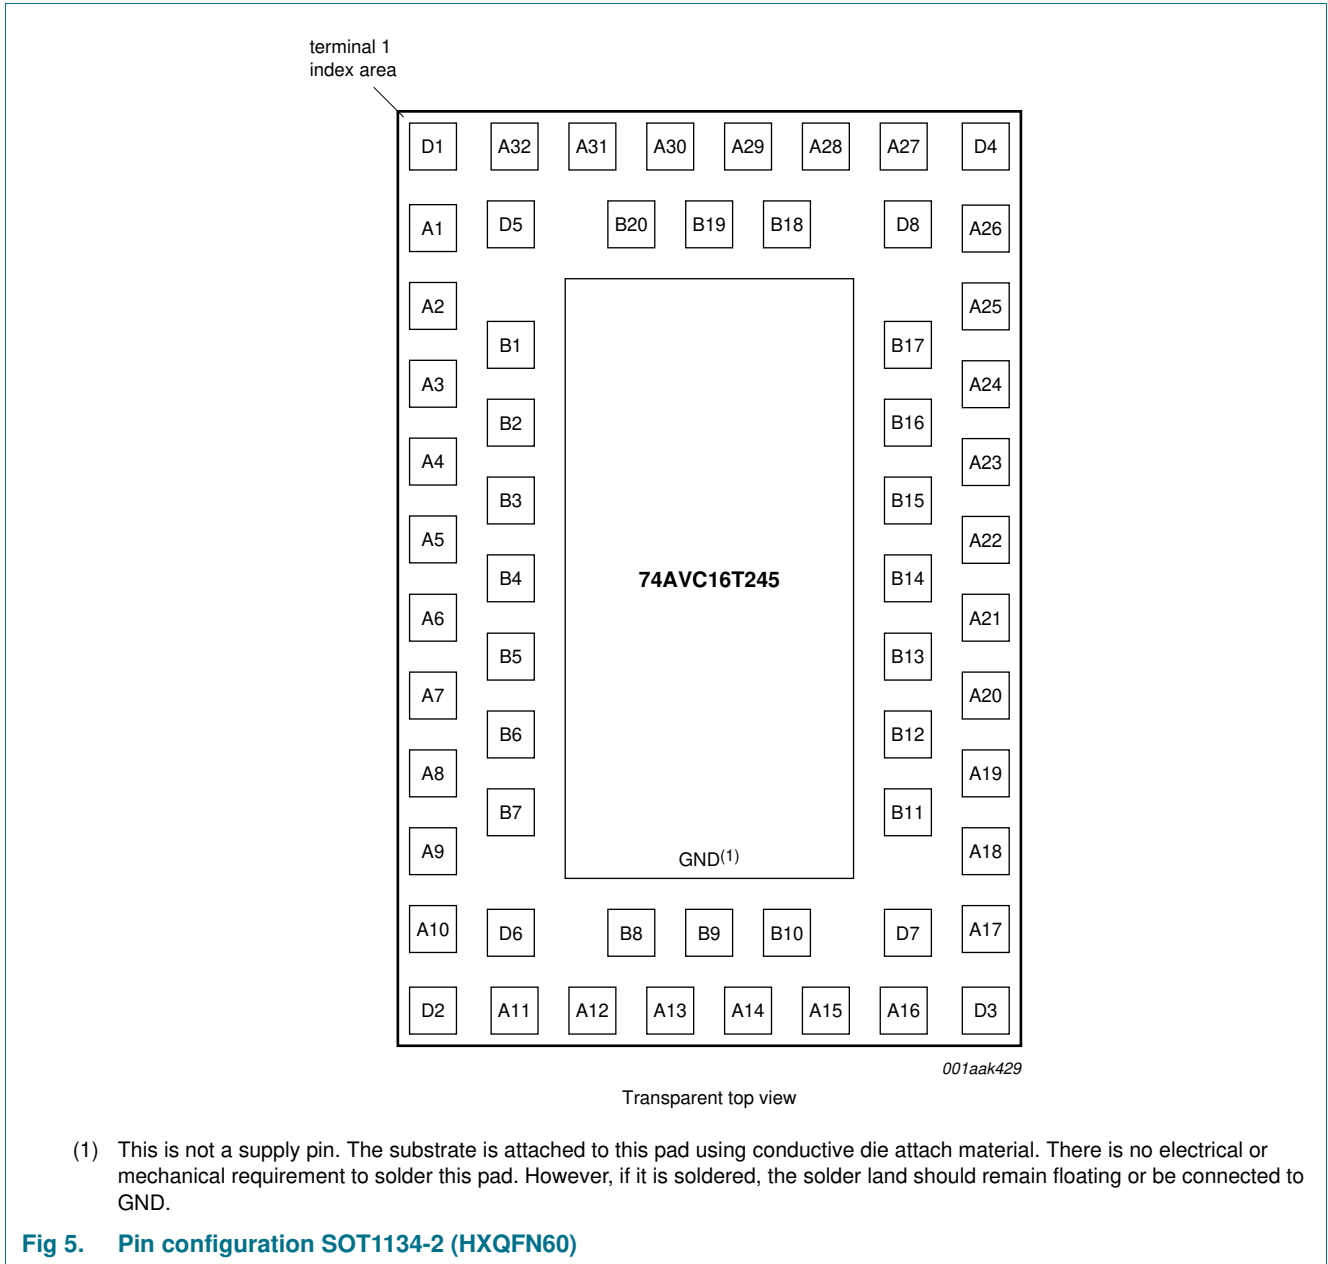 terminal 1
index area
D1 A32 A31 A30 A29 A28 A27 D4
A1 D5 B20 B19 B18 D8 A26
A2 A25
B1 B17
A3 A24
B2 B16
A4 A23
B3 B15
A5 A22
B4 74AVC16T245 B14
A6 A21
B5 B13
A7 A20
B6 B12
A8 A19
B7 B11
A9 GND(1) A18
A10 D6 B8 B9 B10 D7 A17
D2 A11 A12 A13 A14 A15 A16 D3
001aak429
Transparent top view
(1) This is not a supply pin. The substrate is attached to this pad using conductive die attach material. There is no electrical or
mechanical requirement to solder this pad. However, if it is soldered, the solder land should remain floating or be connected to
GND.
Fig 5. Pin configuration SOT1134-2 (HXQFN60)